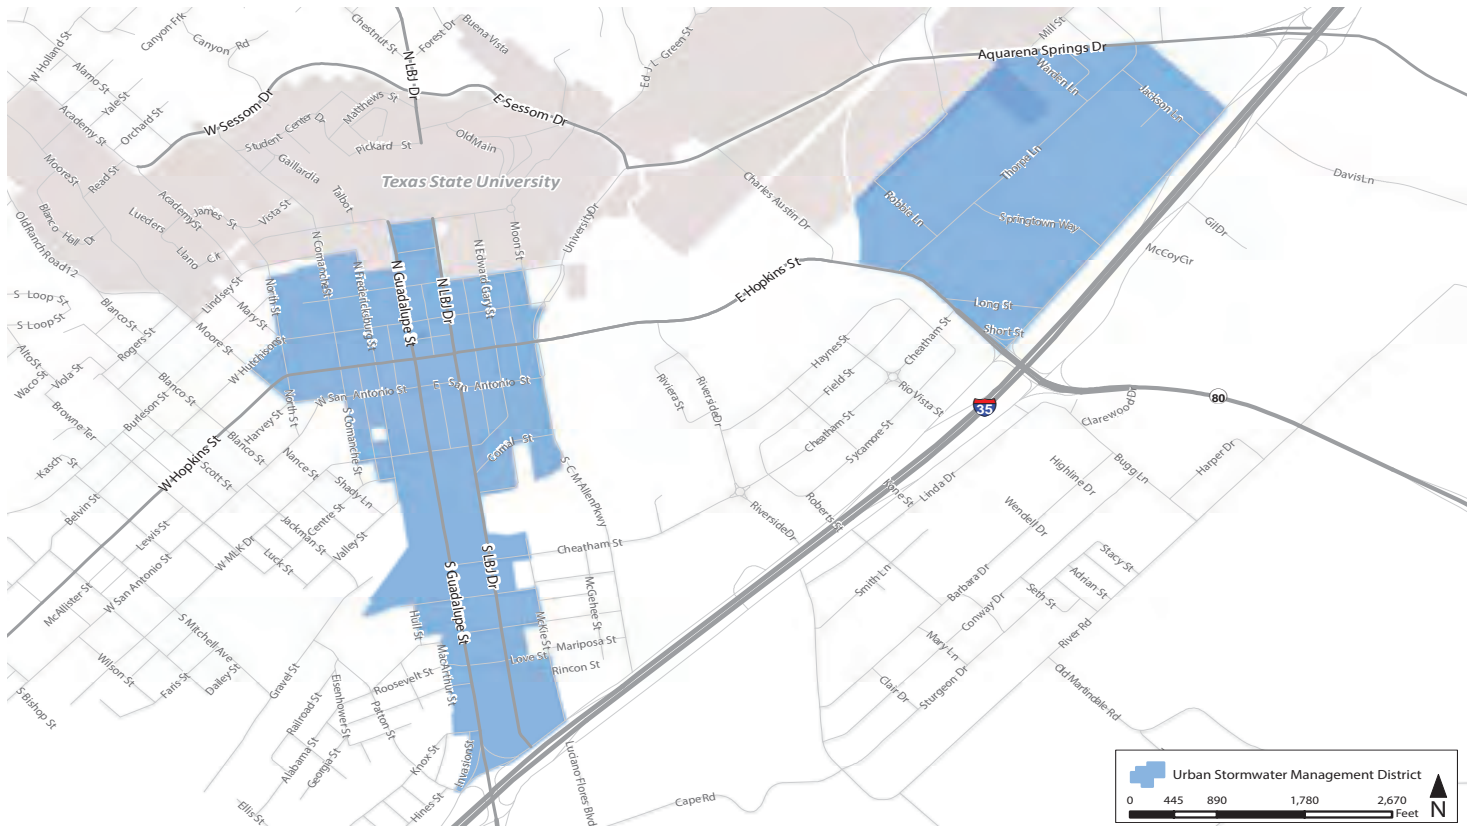 Canyon Frk
Canyon Rd
Chestnut St
Forest Dr
Buena Vista
N LBJ Dr
Ed J L Green St
Mill St
Aquarena Springs Dr
W Holland St
Alamo St
Yale St
Orchard St
Academy St
W Sessom Dr
Matthews St
Student Center Dr
E Sessom Dr
Old Main
Pickard St
Gaillardia
Talbot
Texas State University
Warden Ln
Jackson Ln
Thorpe Ln
Robbie Ln
Springtown Way
Davis Ln
Gil Dr
McCoy Cir
Charles Austin Dr
University Dr
Moore St
Read St
Academy St
James St
Vista St
Lueders
Llano Cir
Blanco Hall Dr
Old Ranch Road 12
Lindsey St
N Comanche St
N Fredericksburg St
N Guadalupe St
N LBJ Dr
N Edward Gary St
Moon St
North St
Mary St
E Hopkins St
Long St
Short St
S Loop St
S Loop St
Blanco St
Rogers St
Moore St
W Hutchison St
Alto St
Waco St
Viola St
Blanco St
Burleson St
Browne Ter
W San Antonio St
E San Antonio St
North St
Harvey St
S Comanche St
Comal St
Riviera St
Riverside Dr
Haynes St
Field St
Cheatham St
Rio Vista St
Cheatham St
Sycamore St
35
80
Clarewood Dr
Harper Dr
Bugg Ln
Highline Dr
Wendell Dr
Kasch St
W Hopkins St
Blanco St
Scott St
Nance St
Shady Ln
Belvin St
Lewis St
Centre St
Jackman St
Valley St
W MLK Dr
Luck St
W San Antonio St
McAllister St
S C M Allen Pkwy
Riverside Dr
Roberts St
Kone St
Linda Dr
Cheatham St
McGehee St
S LBJ Dr
S Guadalupe St
Smith Ln
Barbara Dr
Conway Dr
Seth St
Adrian St
Stacy St
River Rd
Mary Ln
Clair Dr
Sturgeon Dr
Old Martindale Rd
S Mitchell Ave
Wilson St
Faris St
Dailey St
Gravel St
S Bishop St
Hull St
McKie St
Mariposa St
Love St
Rincon St
MacArthur St
Roosevelt St
Eisenhower St
Patton St
Railroad St
Alabama St
Georgia St
Knox St
Invasion St
Ellis St
Hines St
Luciano Flores Blvd
Cape Rd
Urban Stormwater Management District
0 445 890 1,780 2,670
Feet
N